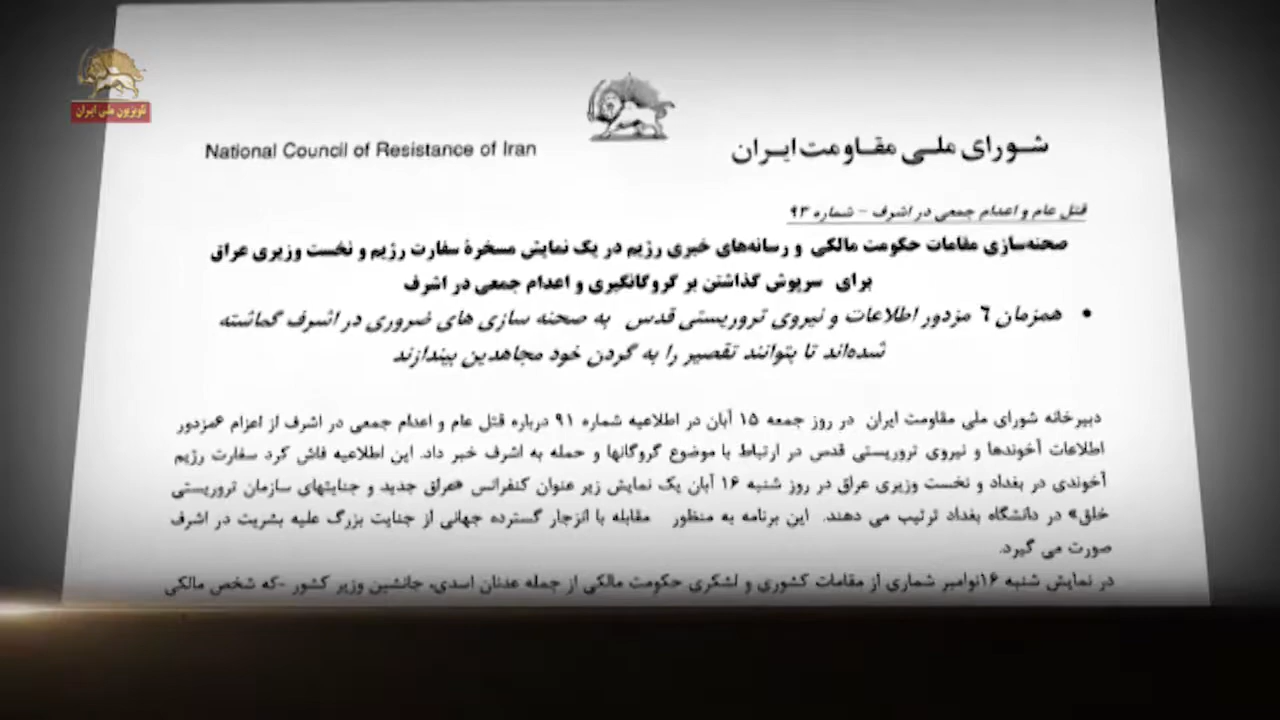 تلویزیون ملی ایران
National Council of Resistance of Iran
شـورای ملـی مقـاومت ایـران
قتل عام و اعدام جمعی در اشرف - شماره ۹۳
صحنه‌سازی مقامات حکومت مالکی و رسانه‌های خبری رژیم در یک نمایش مسخرهٔ سفارت رژیم و نخست وزیری عراق
برای سرپوش گذاشتن بر گروگانگیری و اعدام جمعی در اشرف
• همزمان ٦ مزدور اطلاعات و نیروی تروریستی قدس به صحنه سازی های ضروری در اشرف گماشته
شده‌اند تا بتوانند تقصیر را به گردن خود مجاهدین بیندازند
دبیرخانه شورای ملی مقاومت ایران در روز جمعه ۱۵ آبان در اطلاعیه شماره ۹۱ درباره قتل عام و اعدام جمعی در اشرف از اعزام ۶مزدور
اطلاعات آخوندها و نیروی تروریستی قدس در ارتباط با موضوع گروگانها و حمله به اشرف خبر داد. این اطلاعیه فاش کرد سفارت رژیم
آخوندی در بغداد و نخست وزیری عراق در روز شنبه ۱۶ آبان یک نمایش زیر عنوان کنفرانس «عراق جدید و جنایتهای سازمان تروریستی
خلق» در دانشگاه بغداد ترتیب می دهند. این برنامه به منظور مقابله با انزجار گسترده جهانی از جنایت بزرگ علیه بشریت در اشرف
صورت می گیرد.
در نمایش شنبه ۱۶نوامبر شماری از مقامات کشوری و لشکری حکومت مالکی از جمله عدنان اسدی، جانشین وزیر کشور -که شخص مالکی